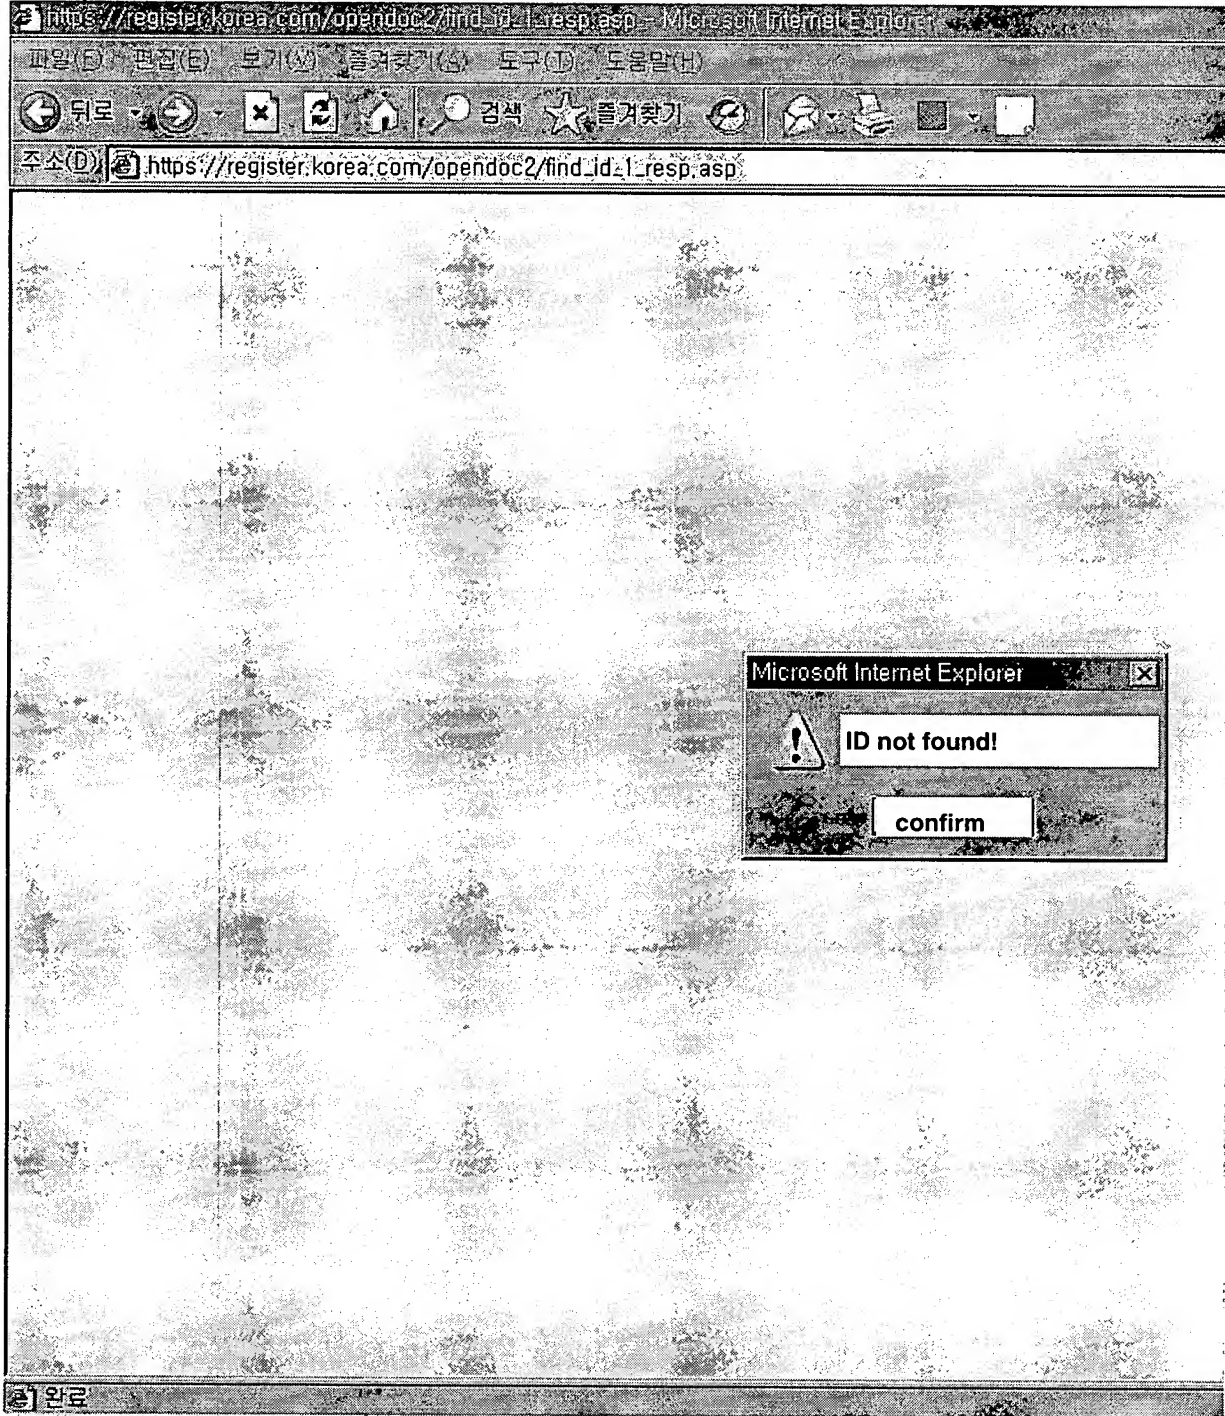 https://register.korea.com/opendoc2/find_id_1_resp.asp - Microsoft Internet Explorer
파일(F) 편집(E) 보기(V) 즐겨찾기(A) 도구(T) 도움말(H)
뒤로 검색 즐겨찾기
주소(D) https://register.korea.com/opendoc2/find_id_1_resp.asp
Microsoft Internet Explorer
ID not found!
confirm
완료